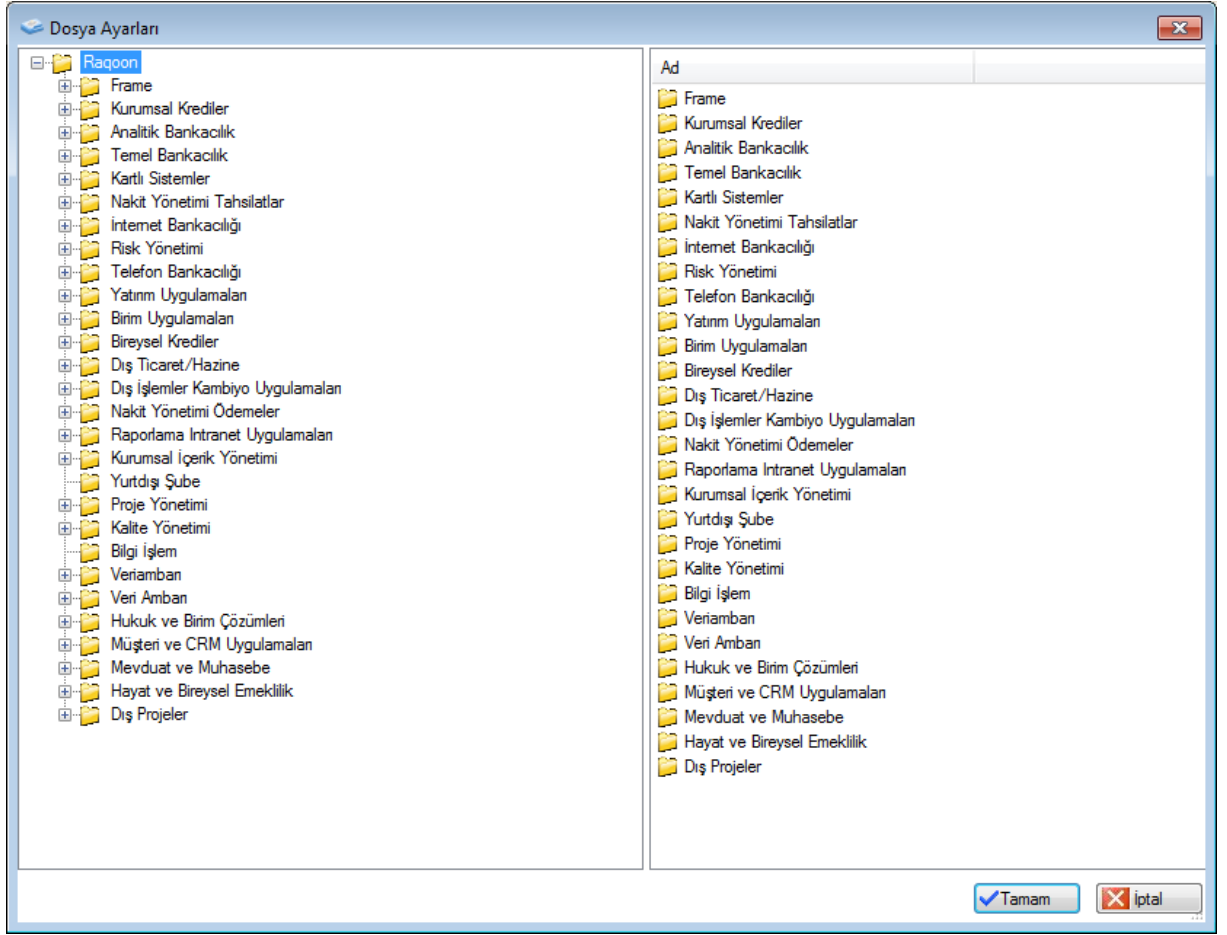 Dosya Ayarları
Raqoon
Frame
Kurumsal Krediler
Analitik Bankacılık
Temel Bankacılık
Kartlı Sistemler
Nakit Yönetimi Tahsilatlar
İnternet Bankacılığı
Risk Yönetimi
Telefon Bankacılığı
Yatırım Uygulamaları
Birim Uygulamaları
Bireysel Krediler
Dış Ticaret/Hazine
Dış İşlemler Kambiyo Uygulamaları
Nakit Yönetimi Ödemeler
Raporlama Intranet Uygulamaları
Kurumsal İçerik Yönetimi
Yurtdışı Şube
Proje Yönetimi
Kalite Yönetimi
Bilgi İşlem
Veriambarı
Veri Ambarı
Hukuk ve Birim Çözümleri
Müşteri ve CRM Uygulamaları
Mevduat ve Muhasebe
Hayat ve Bireysel Emeklilik
Dış Projeler
Ad
Frame
Kurumsal Krediler
Analitik Bankacılık
Temel Bankacılık
Kartlı Sistemler
Nakit Yönetimi Tahsilatlar
İnternet Bankacılığı
Risk Yönetimi
Telefon Bankacılığı
Yatırım Uygulamaları
Birim Uygulamaları
Bireysel Krediler
Dış Ticaret/Hazine
Dış İşlemler Kambiyo Uygulamaları
Nakit Yönetimi Ödemeler
Raporlama Intranet Uygulamaları
Kurumsal İçerik Yönetimi
Yurtdışı Şube
Proje Yönetimi
Kalite Yönetimi
Bilgi İşlem
Veriambarı
Veri Ambarı
Hukuk ve Birim Çözümleri
Müşteri ve CRM Uygulamaları
Mevduat ve Muhasebe
Hayat ve Bireysel Emeklilik
Dış Projeler
Tamam
İptal